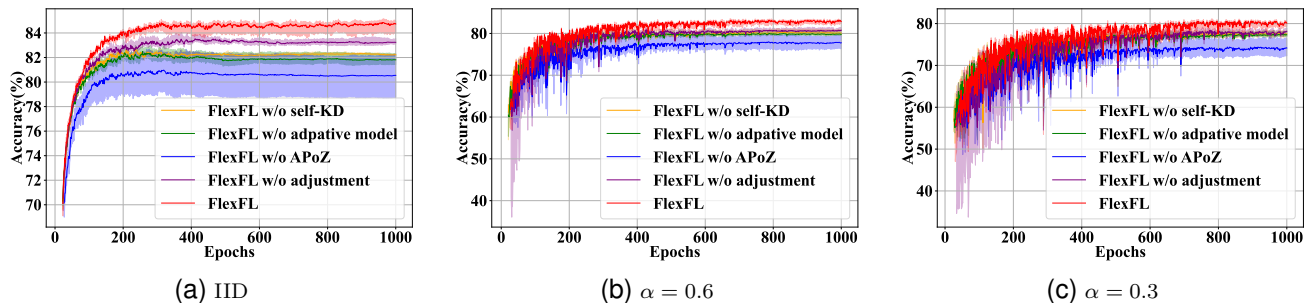 84
82
80
78
76
74
72
70
Accuracy(%)
FlexFL w/o self-KD
FlexFL w/o adpative model
FlexFL w/o APoZ
FlexFL w/o adjustment
FlexFL
0 200 400 600 800 1000
Epochs
(a) IID
80
70
60
50
40
Accuracy(%)
FlexFL w/o self-KD
FlexFL w/o adpative model
FlexFL w/o APoZ
FlexFL w/o adjustment
FlexFL
0 200 400 600 800 1000
Epochs
(b) α = 0.6
80
70
60
50
40
Accuracy(%)
FlexFL w/o self-KD
FlexFL w/o adpative model
FlexFL w/o APoZ
FlexFL w/o adjustment
FlexFL
0 200 400 600 800 1000
Epochs
(c) α = 0.3